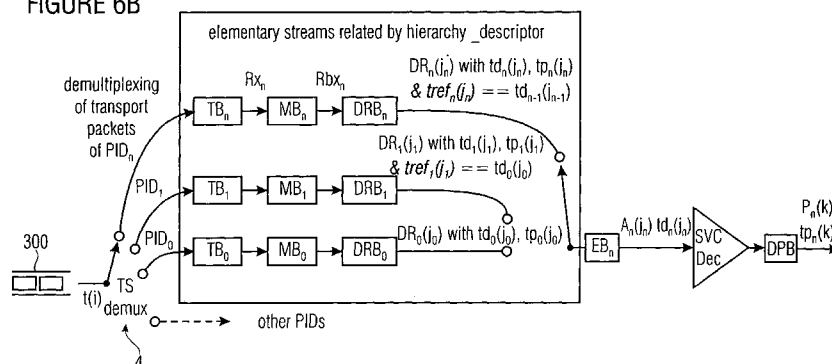 FIGURE 6B
elementary streams related by hierarchy _descriptor
demultiplexing
of transport
packets
of PIDn
Rxn
Rbxn
DRn(jn) with tdn(jn), tpn(jn)
& trefn(jn) == tdn-1(jn-1)
TBn
MBn
DRBn
DR1(j1) with td1(j1), tp1(j1)
& tref1(j1) == td0(j0)
PID1
TB1
MB1
DRB1
PID0
TB0
MB0
DRB0
DR0(j0) with td0(j0), tp0(j0)
EBn
An(jn) tdn(jn)
SVC
Dec
DPB
Pn(k)
tpn(k)
300
t(i)
TS
demux
other PIDs
4